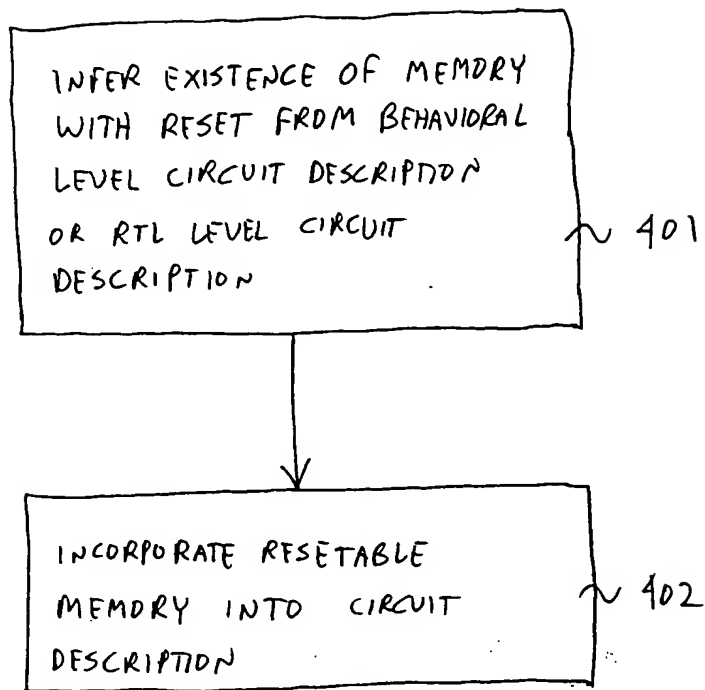 INFER EXISTENCE OF MEMORY
WITH RESET FROM BEHAVIORAL
LEVEL CIRCUIT DESCRIPTION
OR RTL LEVEL CIRCUIT
DESCRIPTION
401
INCORPORATE RESETABLE
MEMORY INTO CIRCUIT
DESCRIPTION
402